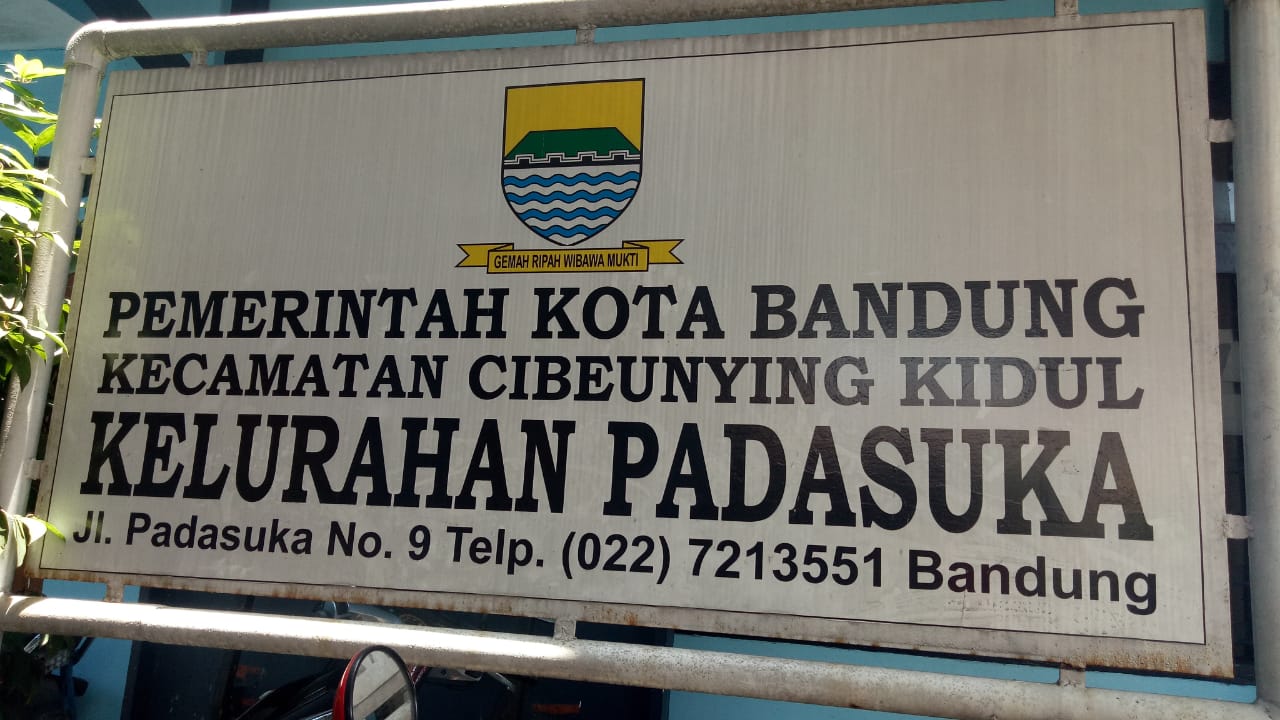 GEMAH RIPAH WIBAWA MUKTI
PEMERINTAH KOTA BANDUNG
KECAMATAN CIBEUNYING KIDUL
KELURAHAN PADASUKA
Jl. Padasuka No. 9 Telp. (022) 7213551 Bandung